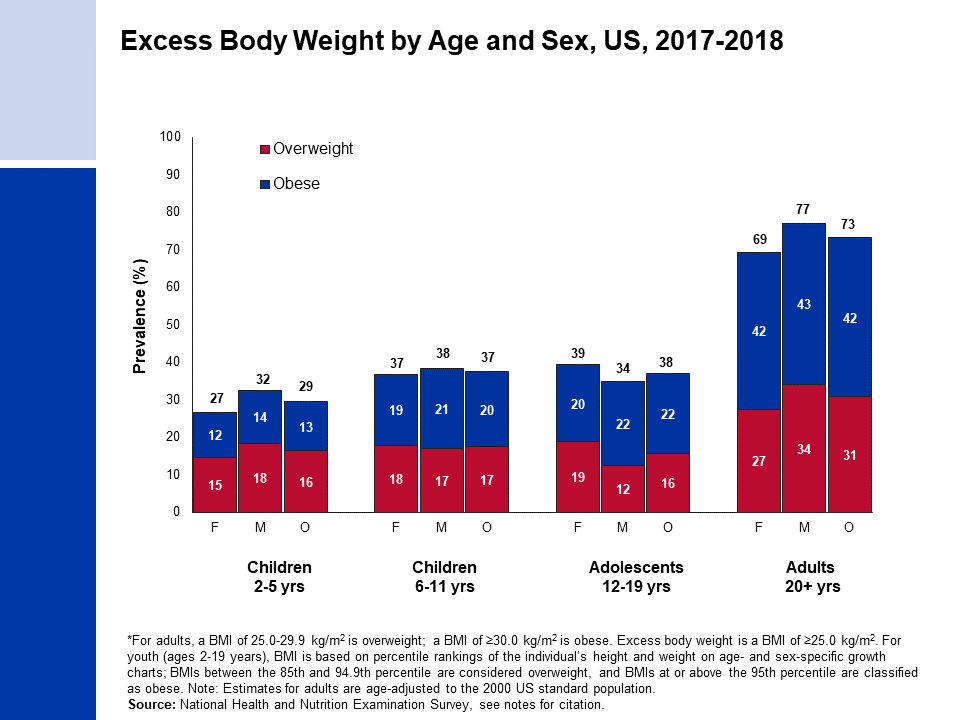 Excess Body Weight by Age and Sex, US, 2017-2018
Prevalence (%)
100
90
80
70
60
50
40
30
20
10
0
Overweight
Obese
27
12
15
32
14
18
29
13
16
37
19
18
38
21
17
37
20
17
39
20
19
34
22
12
38
22
16
69
42
27
77
43
34
73
42
31
F M O F M O F M O F M O
Children
2-5 yrs
Children
6-11 yrs
Adolescents
12-19 yrs
Adults
20+ yrs
*For adults, a BMI of 25.0-29.9 kg/m² is overweight; a BMI of ≥30.0 kg/m² is obese. Excess body weight is a BMI of ≥25.0 kg/m². For
youth (ages 2-19 years), BMI is based on percentile rankings of the individual’s height and weight on age- and sex-specific growth
charts; BMIs between the 85th and 94.9th percentile are considered overweight, and BMIs at or above the 95th percentile are classified
as obese. Note: Estimates for adults are age-adjusted to the 2000 US standard population.
Source: National Health and Nutrition Examination Survey, see notes for citation.